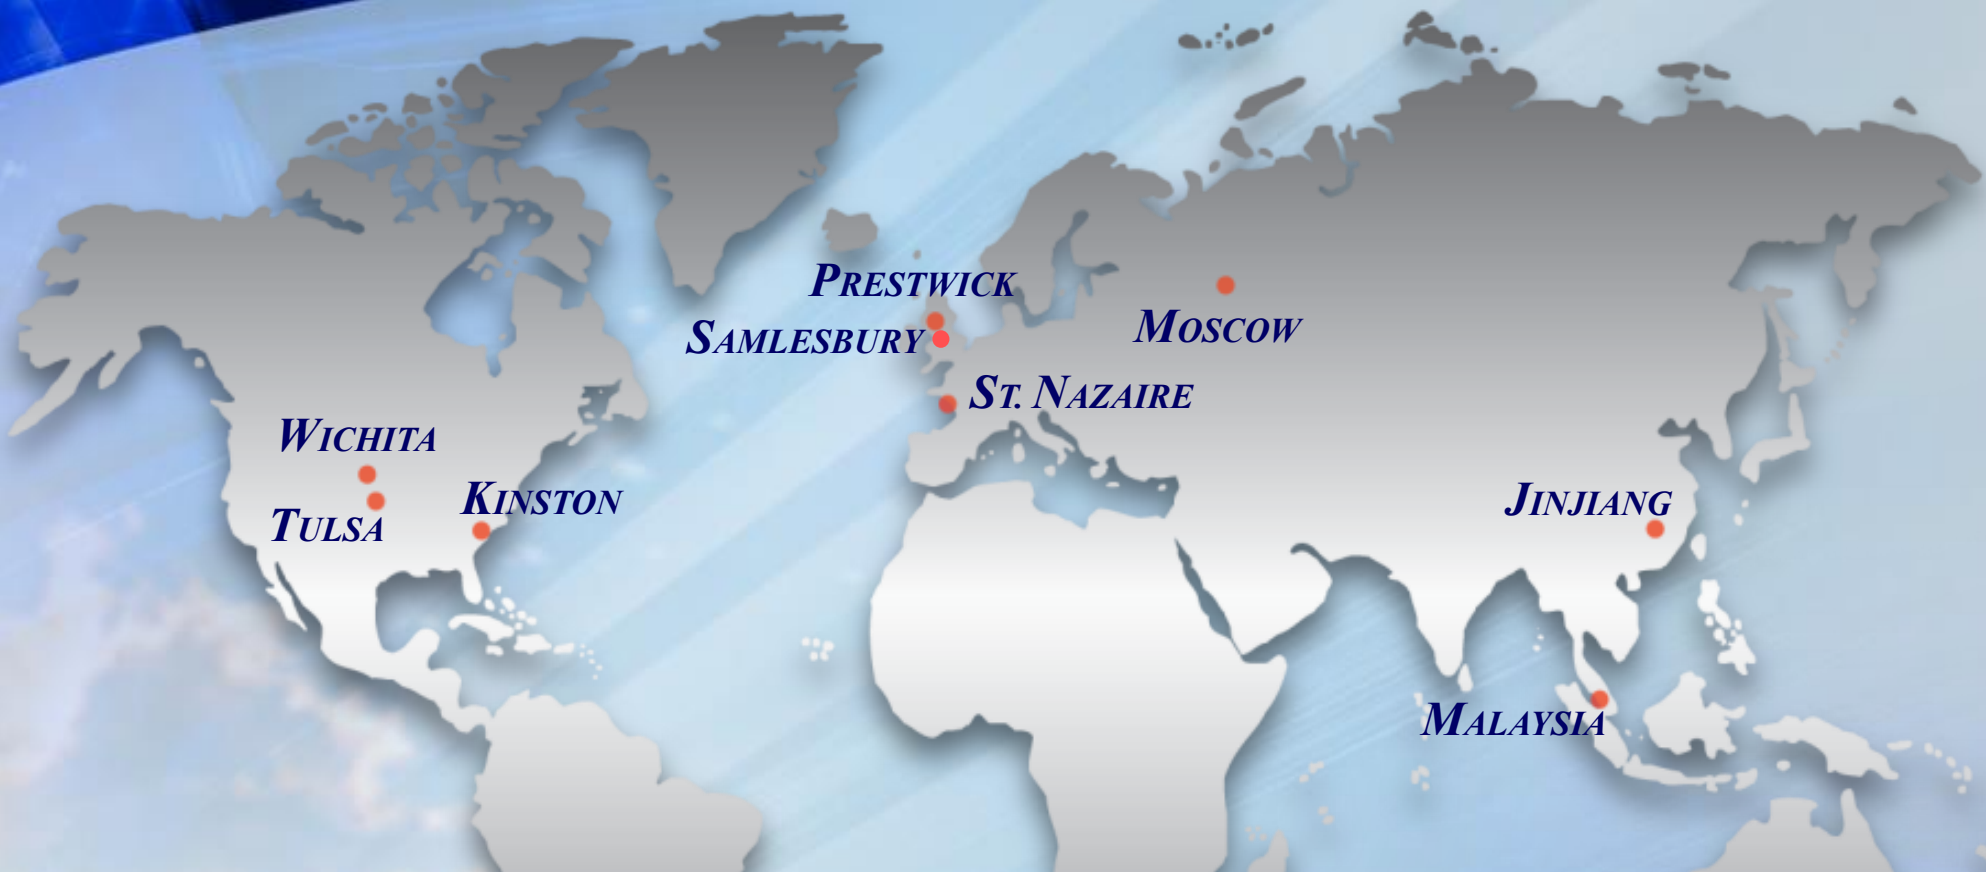 PRESTWICK
SAMLESBURY
MOSCOW
ST. NAZAIRE
WICHITA
KINSTON
TULSA
JINJIANG
MALAYSIA